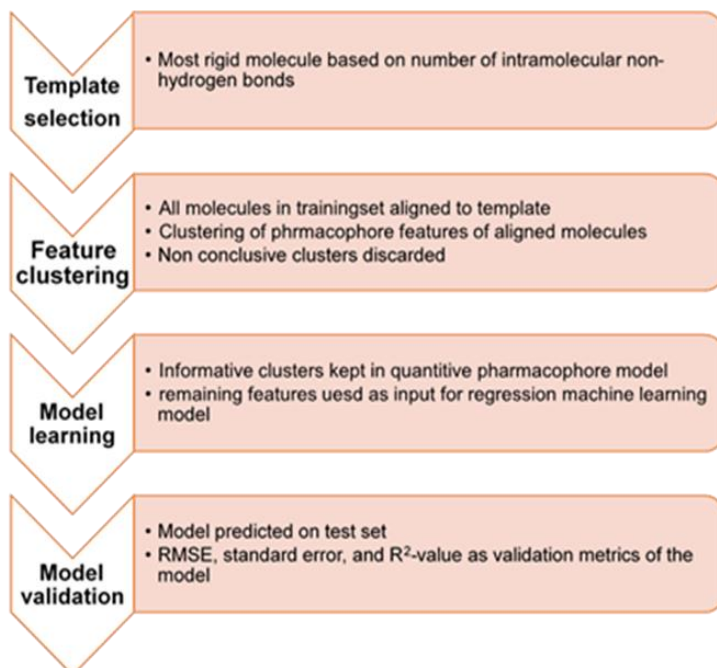 Template
selection
• Most rigid molecule based on number of intramolecular non-
hydrogen bonds
Feature
clustering
• All molecules in trainingset aligned to template
• Clustering of phrmacophore features of aligned molecules
• Non conclusive clusters discarded
Model
learning
• Informative clusters kept in quantitive pharmacophore model
• remaining features uesd as input for regression machine learning
model
Model
validation
• Model predicted on test set
• RMSE, standard error, and R²-value as validation metrics of the
model